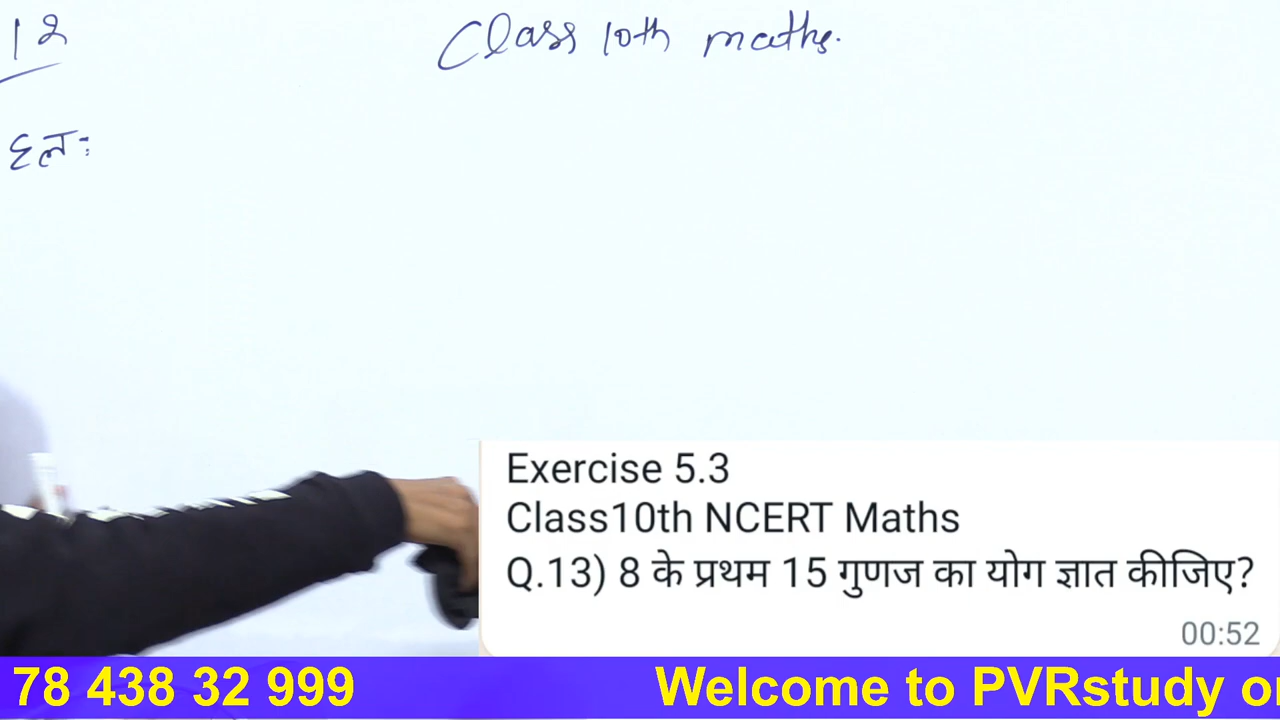 12
Class 10th maths.
हल:
Exercise 5.3
Class10th NCERT Maths
Q.13) 8 के प्रथम 15 गुणज का योग ज्ञात कीजिए?
00:52
78 438 32 999
Welcome to PVRstudy o